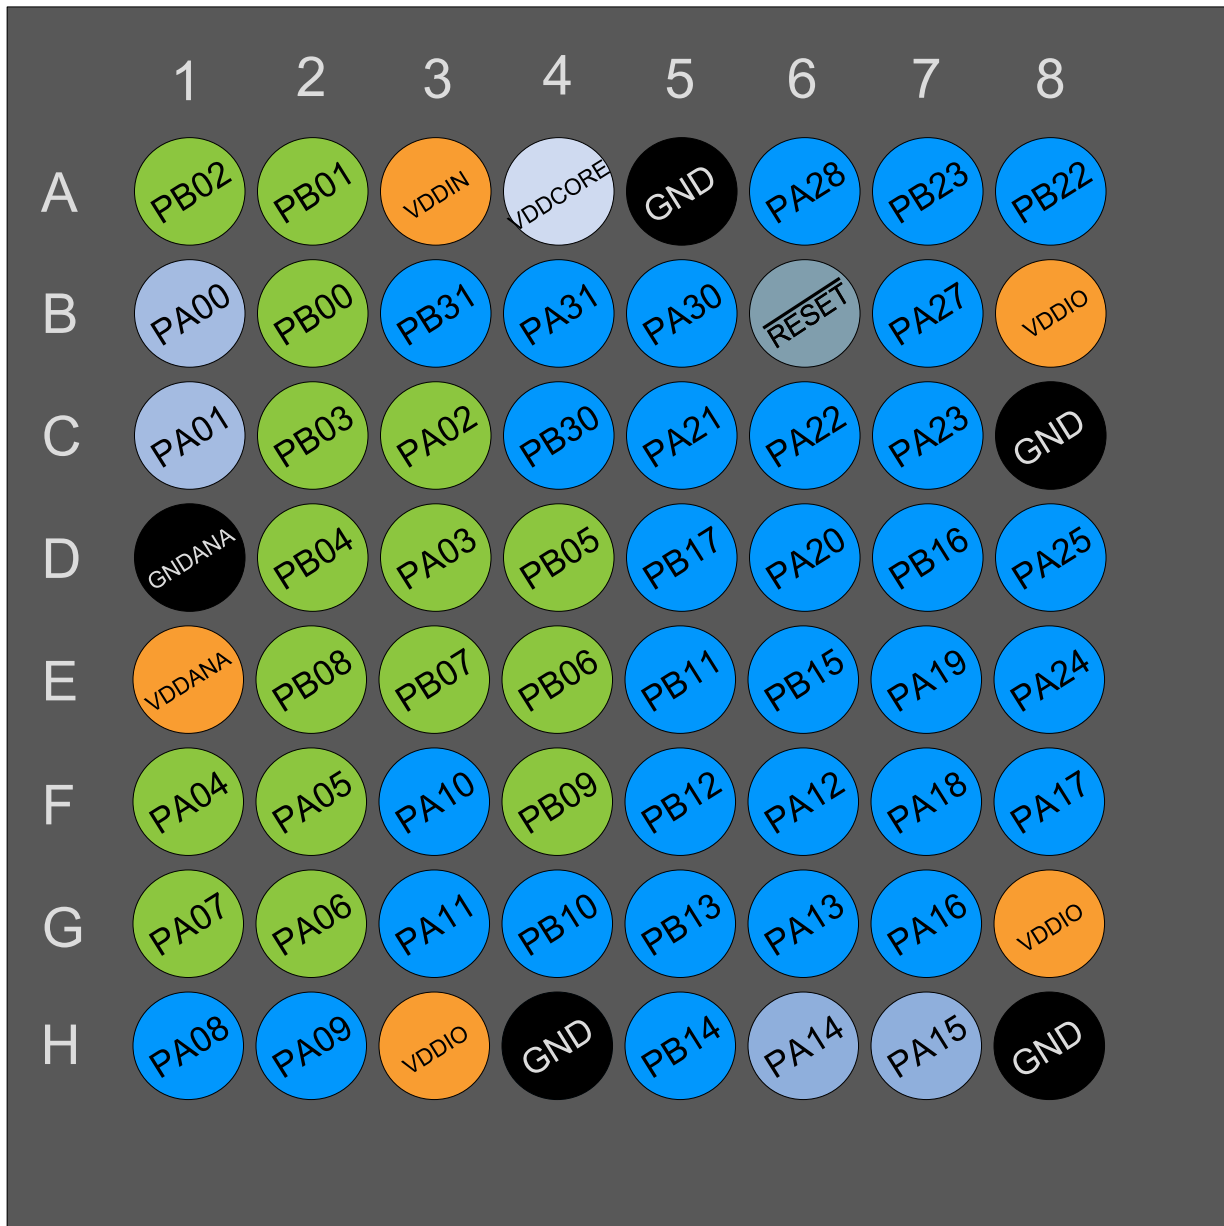 1 2 3 4 5 6 7 8
A PB02 PB01 VDDIN VDDCORE GND PA28 PB23 PB22
B PA00 PB00 PB31 PA31 PA30 RESET PA27 VDDIO
C PA01 PB03 PA02 PB30 PA21 PA22 PA23 GND
D GNDANA PB04 PA03 PB05 PB17 PA20 PB16 PA25
E VDDANA PB08 PB07 PB06 PB11 PB15 PA19 PA24
F PA04 PA05 PA10 PB09 PB12 PA12 PA18 PA17
G PA07 PA06 PA11 PB10 PB13 PA13 PA16 VDDIO
H PA08 PA09 VDDIO GND PB14 PA14 PA15 GND